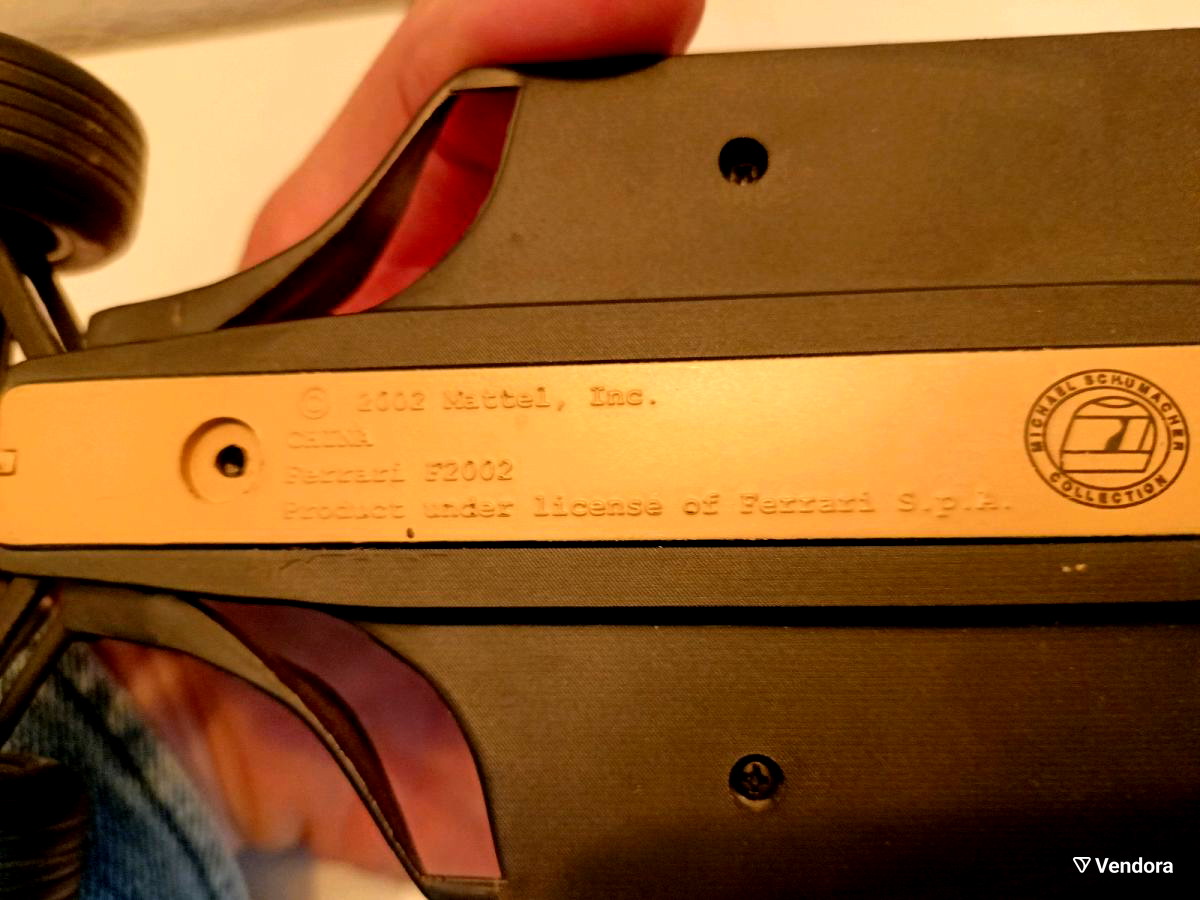 © 2002 Mattel, Inc.
CHINA
Ferrari F2002
Product under license of Ferrari S.p.A.
MICHAEL SCHUMACHER
COLLECTION
Vendora